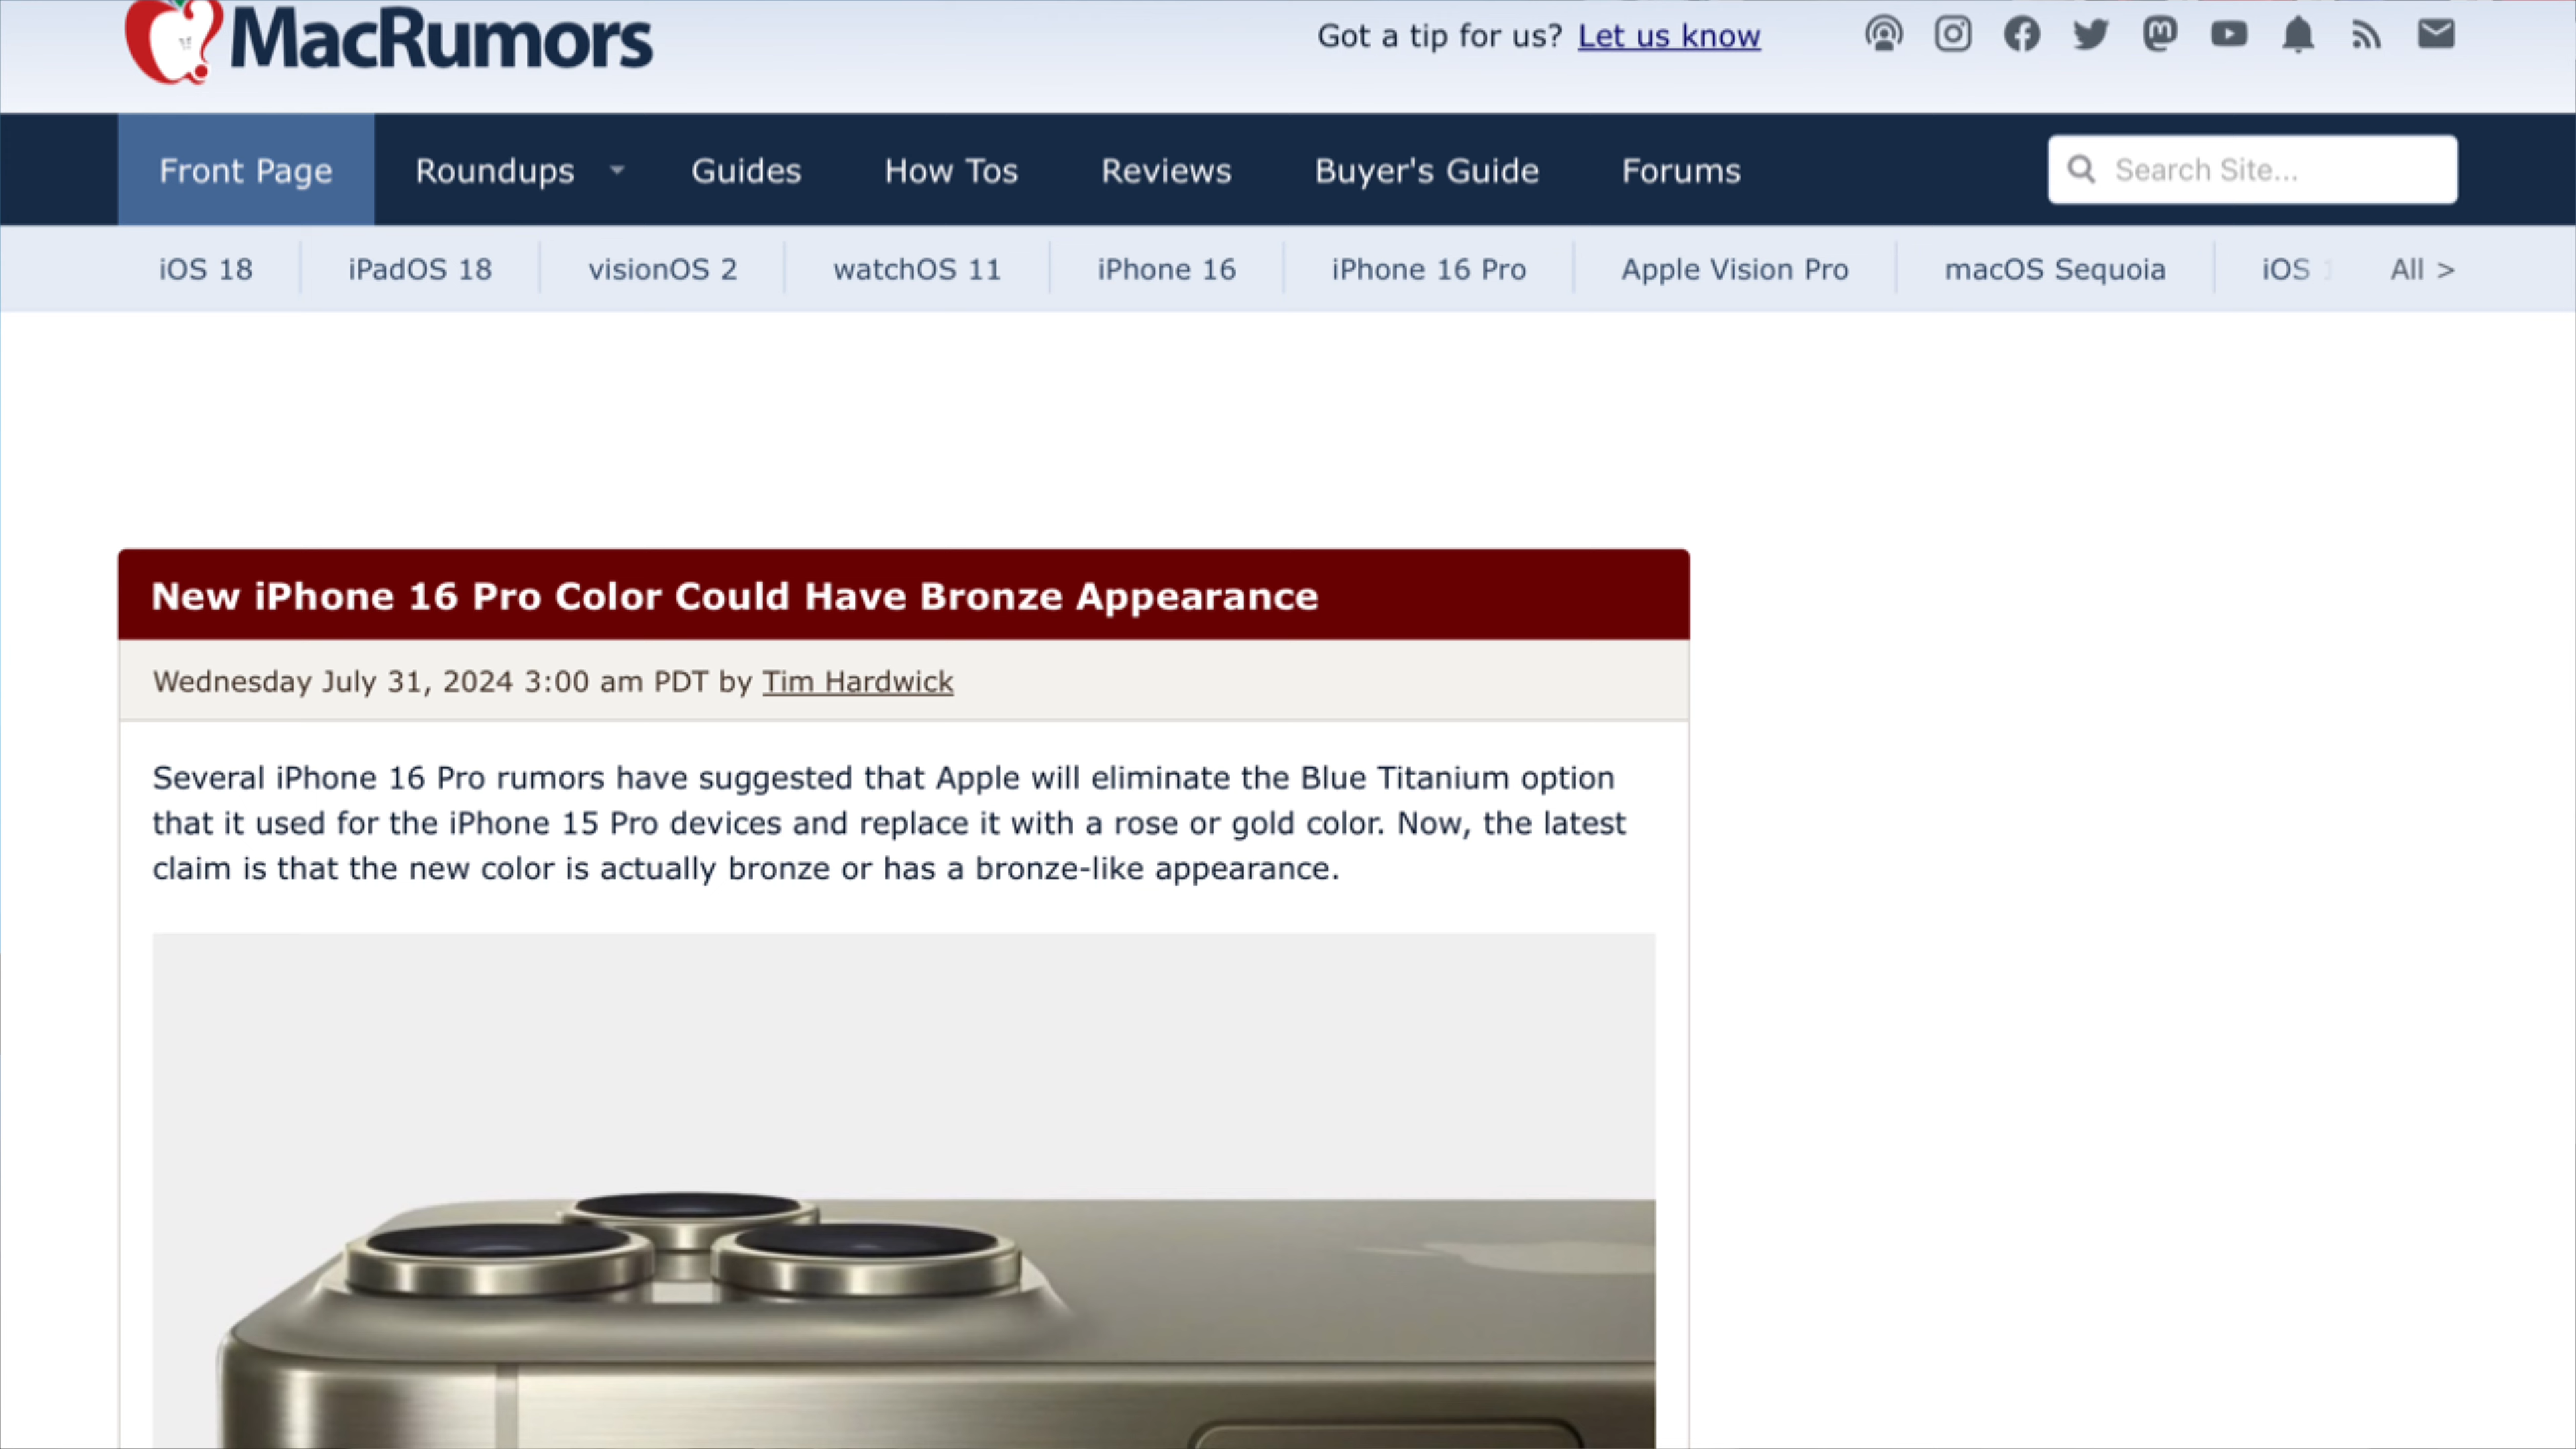 MacRumors
Got a tip for us? Let us know
Front Page Roundups Guides How Tos Reviews Buyer's Guide Forums Search Site...
iOS 18 iPadOS 18 visionOS 2 watchOS 11 iPhone 16 iPhone 16 Pro Apple Vision Pro macOS Sequoia iOS All >
New iPhone 16 Pro Color Could Have Bronze Appearance
Wednesday July 31, 2024 3:00 am PDT by Tim Hardwick
Several iPhone 16 Pro rumors have suggested that Apple will eliminate the Blue Titanium option
that it used for the iPhone 15 Pro devices and replace it with a rose or gold color. Now, the latest
claim is that the new color is actually bronze or has a bronze-like appearance.